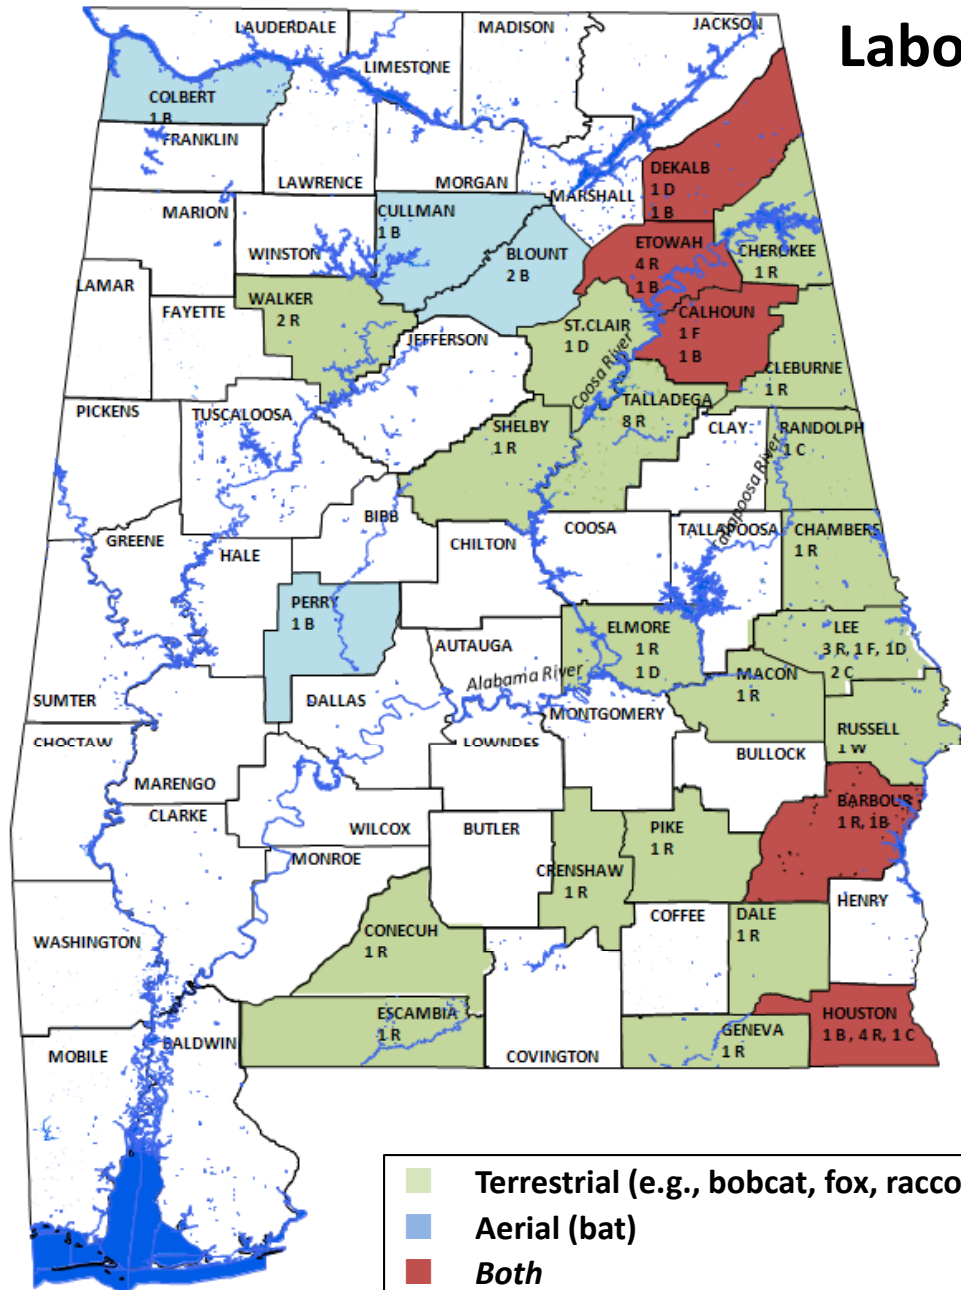 Labo
LAUDERDALE
MADISON
JACKSON
LIMESTONE
COLBERT
1 B
FRANKLIN
LAWRENCE
MORGAN
MARSHALL
DEKALB
1 D
1 B
MARION
CULLMAN
1 B
WINSTON
BLOUNT
2 B
ETOWAH
4 R
1 B
CHEROKEE
1 R
LAMAR
FAYETTE
WALKER
2 R
JEFFERSON
ST.CLAIR
1 D
CALHOUN
1 F
1 B
Coosa River
CLEBURNE
1 R
PICKENS
TUSCALOOSA
SHELBY
1 R
TALLADEGA
8 R
CLAY
RANDOLPH
1 C
Tallapoosa River
GREENE
HALE
BIBB
CHILTON
COOSA
TALLAPOOSA
CHAMBERS
1 R
PERRY
1 B
AUTAUGA
ELMORE
1 R
1 D
LEE
3 R, 1 F, 1D
2 C
MACON
1 R
Alabama River
SUMTER
DALLAS
MONTGOMERY
RUSSELL
1 W
CHOCTAW
LOWNDES
BULLOCK
MARENGO
CLARKE
WILCOX
BUTLER
PIKE
1 R
BARBOUR
1 R, 1B
MONROE
CRENSHAW
1 R
HENRY
WASHINGTON
CONECUH
1 R
COFFEE
DALE
1 R
ESCAMBIA
1 R
HOUSTON
1 B, 4 R, 1 C
MOBILE
BALDWIN
COVINGTON
GENEVA
1 R
Terrestrial (e.g., bobcat, fox, racco
Aerial (bat)
Both